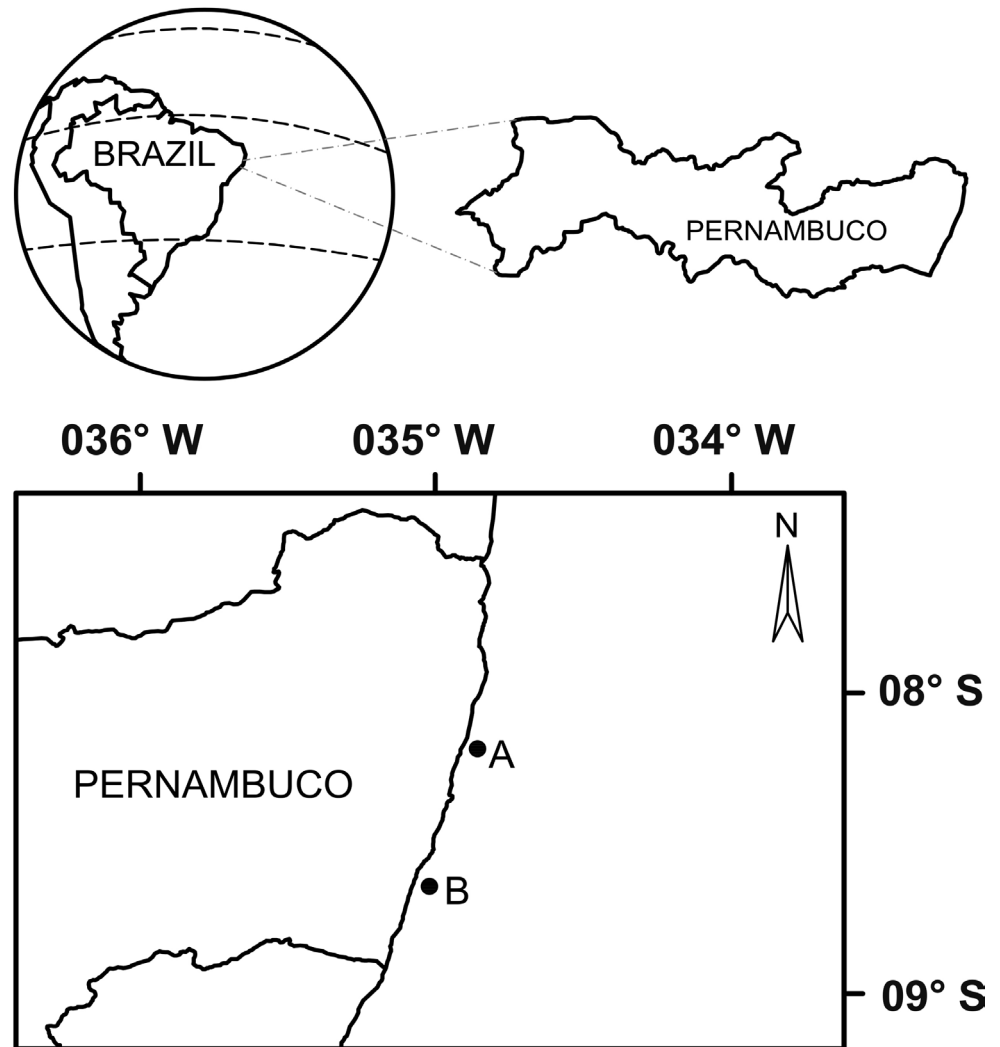 BRAZIL
PERNAMBUCO
036° W 035° W 034° W
N
08° S
A
PERNAMBUCO
B
09° S